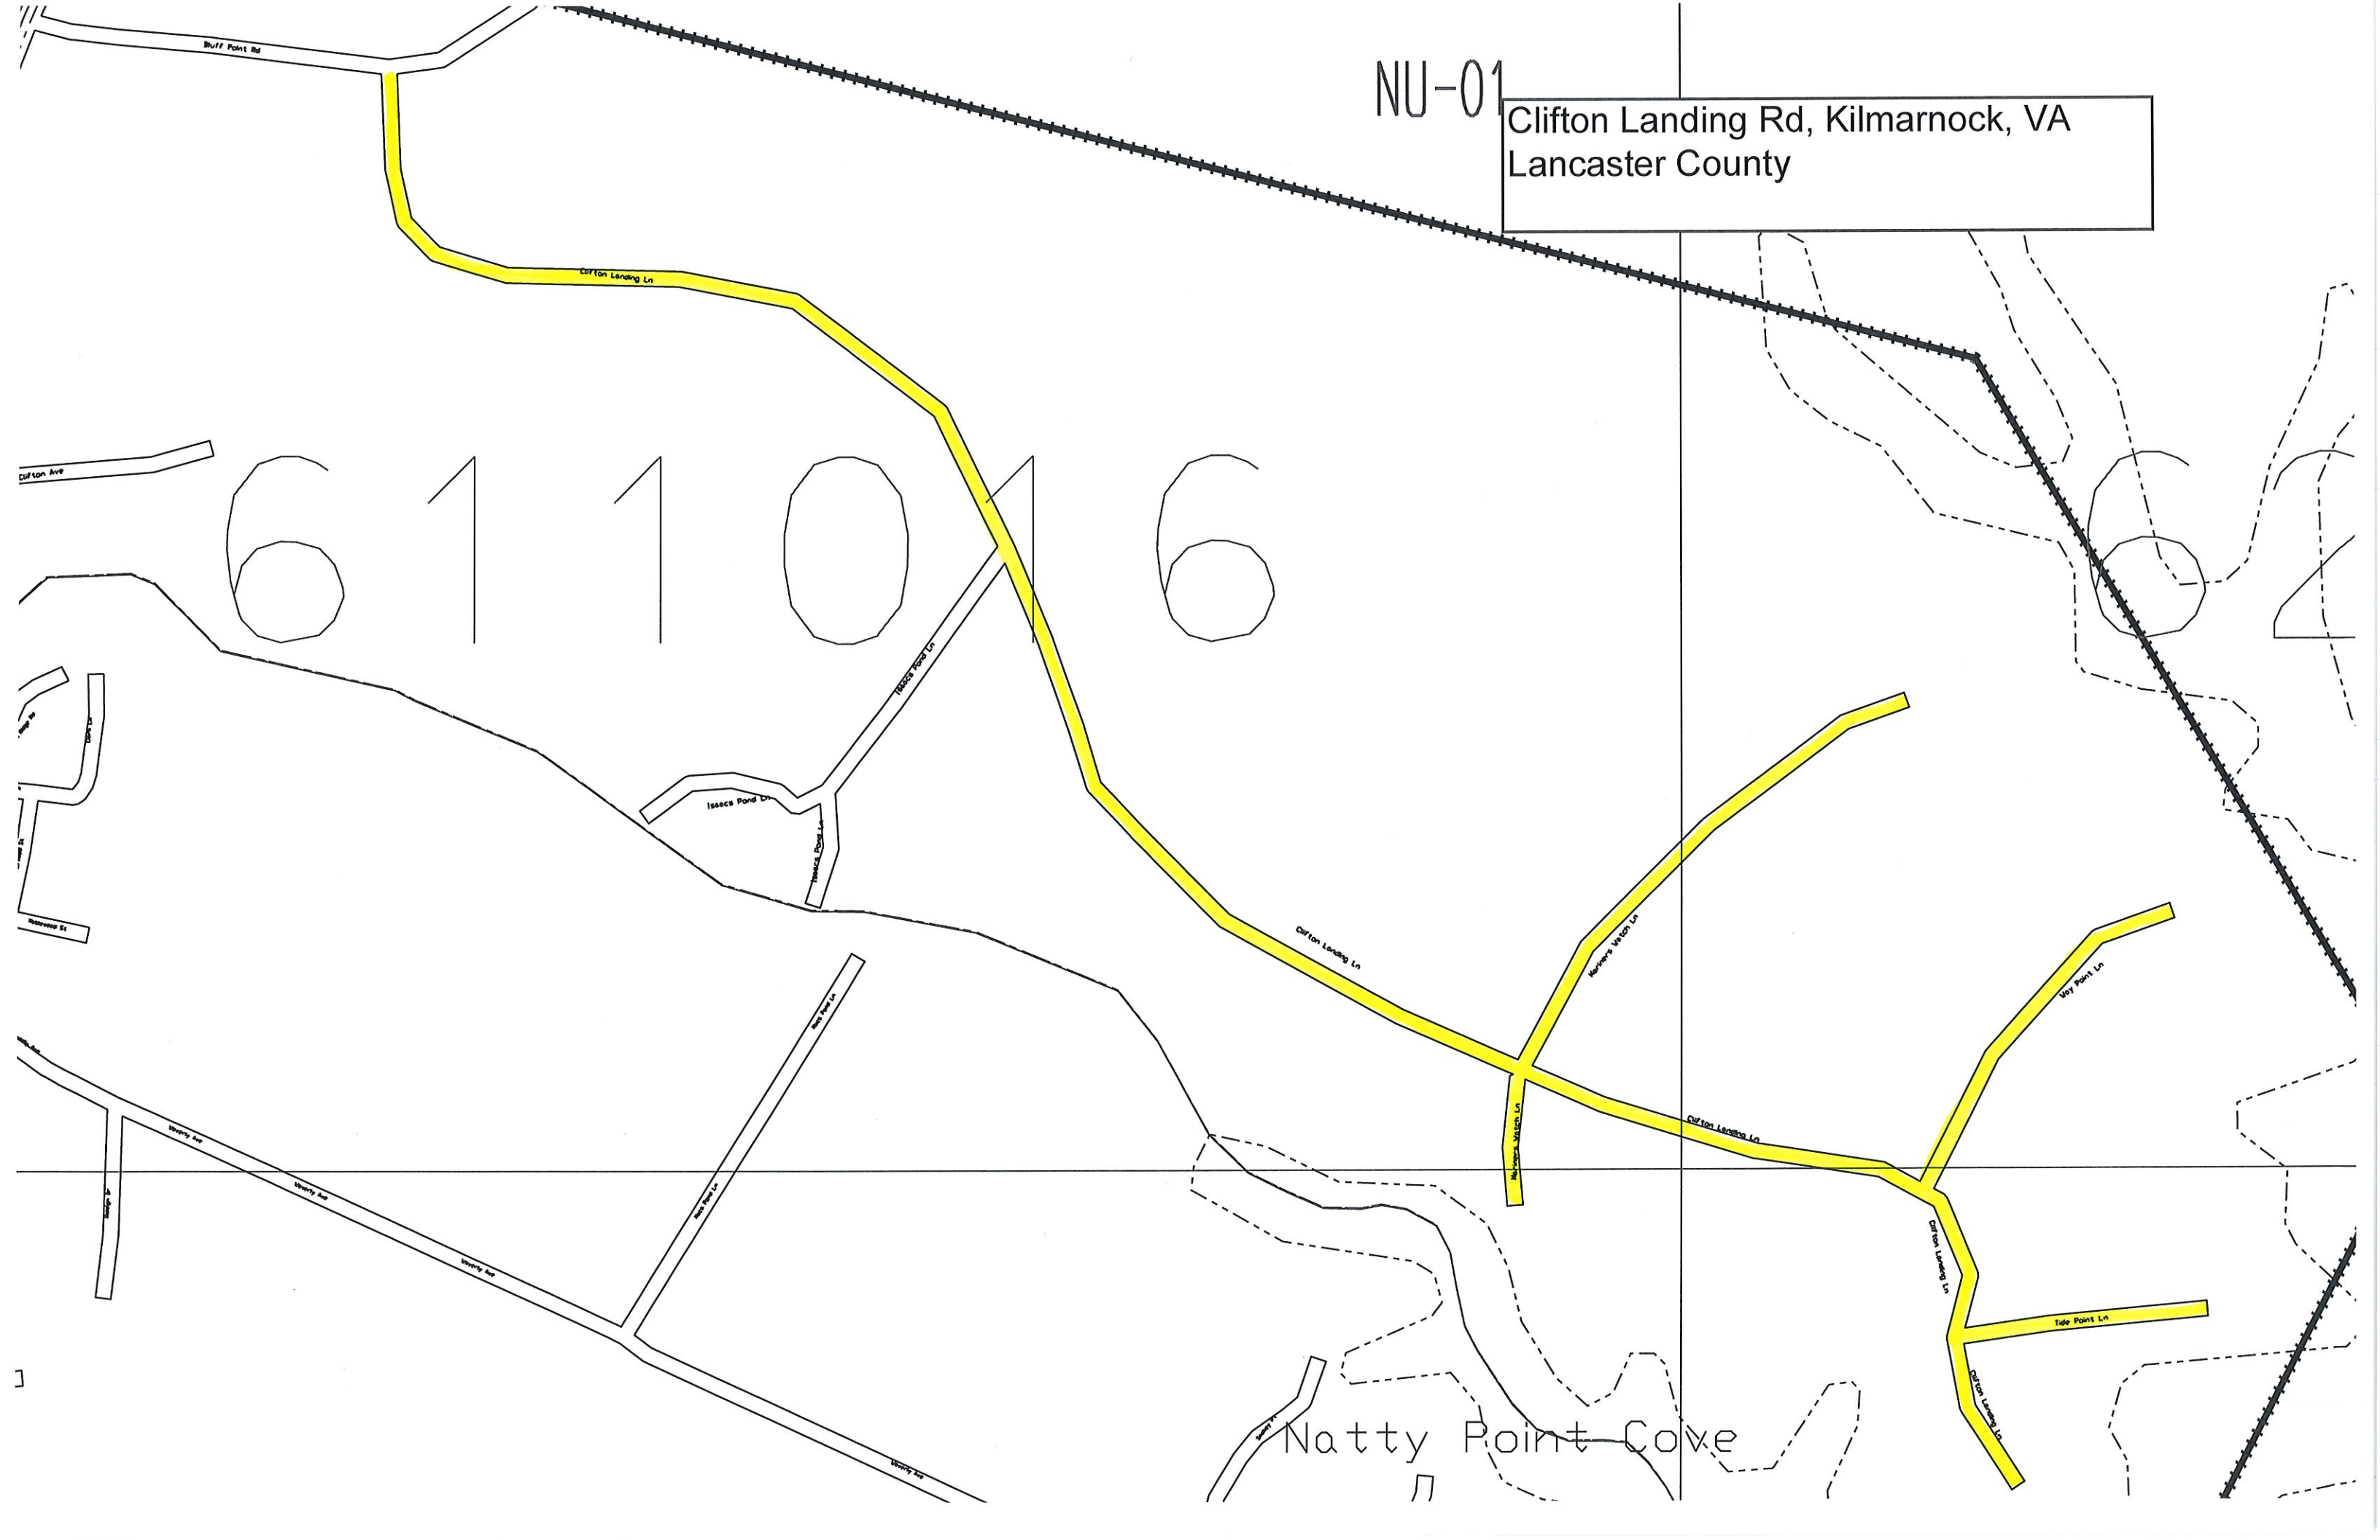 Bluff Point Rd
NU-01
Clifton Landing Rd, Kilmarnock, VA
Lancaster County
Clifton Landing Ln
Clifton Ave
611016
62
Isaacs Pond Ln
Isaacs Pond Ln
Isaacs Pond Ln
Clifton Landing Ln
Mariners Watch Ln
Way Point Ln
Mariners Watch Ln
Clifton Landing Ln
Waverly Ave
Waverly Ave
Waverly Ave
Clifton Landing Ln
Tide Point Ln
Clifton Landing Ln
Natty Point Cove
Waverly Ave